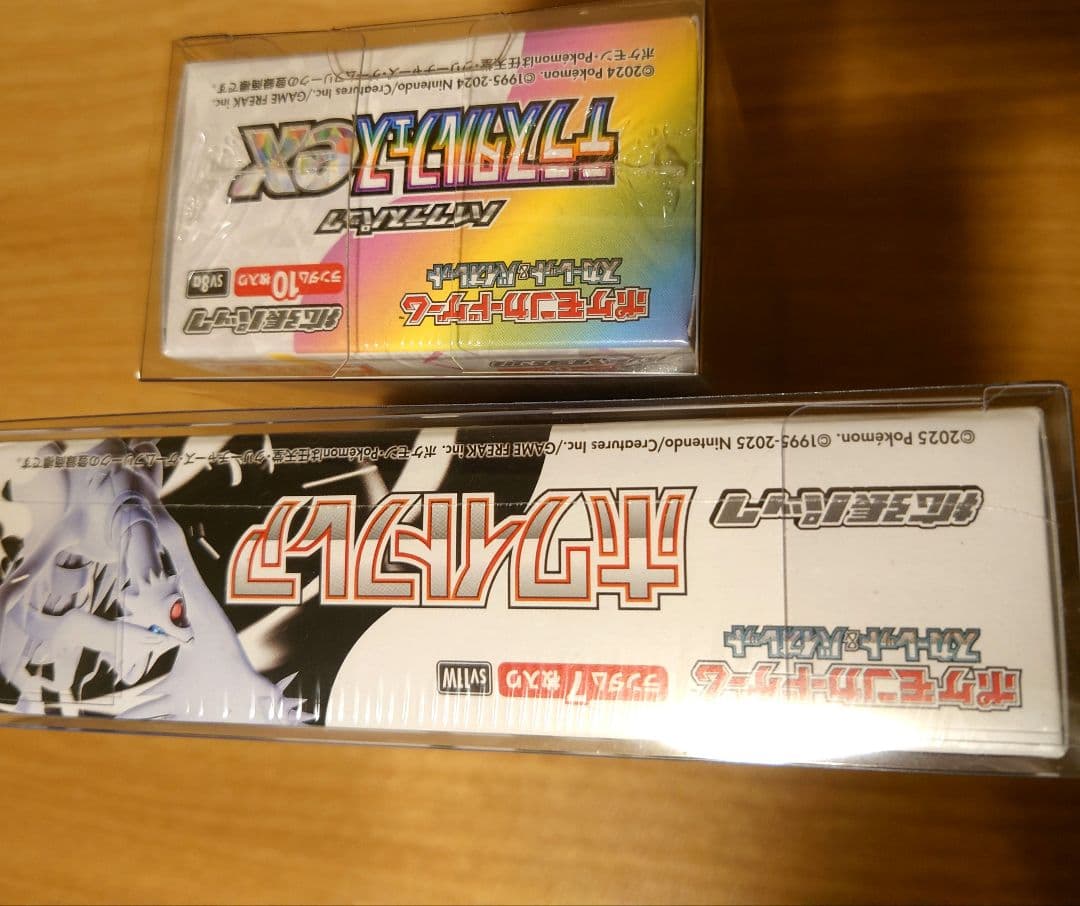 拡張パック
ポケモンカードゲーム
スカーレット&バイオレット
ランダム10枚入り
sv8a
ハイクラスパック
テラスタルフェスex
©2024 Pokémon. ©1995-2024 Nintendo/Creatures Inc./GAME FREAK inc.
ポケモン・Pokémonは任天堂・クリーチャーズ・ゲームフリークの登録商標です。
ポケモンカードゲーム
スカーレット&バイオレット
ランダム7枚入り
sv11W
拡張パック
ホワイトフレア
©2025 Pokémon. ©1995-2025 Nintendo/Creatures Inc./GAME FREAK inc. ポケモン・Pokémonは任天堂・クリーチャーズ・ゲームフリークの登録商標です。